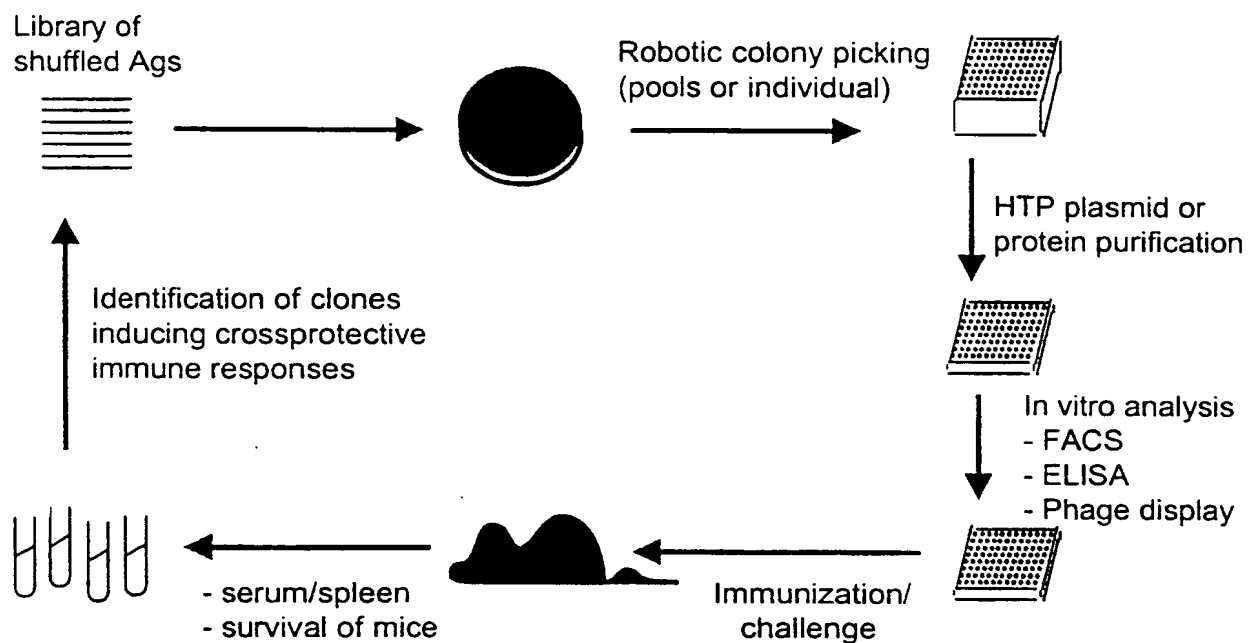 Library of
shuffled Ags
Robotic colony picking
(pools or individual)
HTP plasmid or
protein purification
In vitro analysis
- FACS
- ELISA
- Phage display
Immunization/
challenge
- serum/spleen
- survival of mice
Identification of clones
inducing crossprotective
immune responses